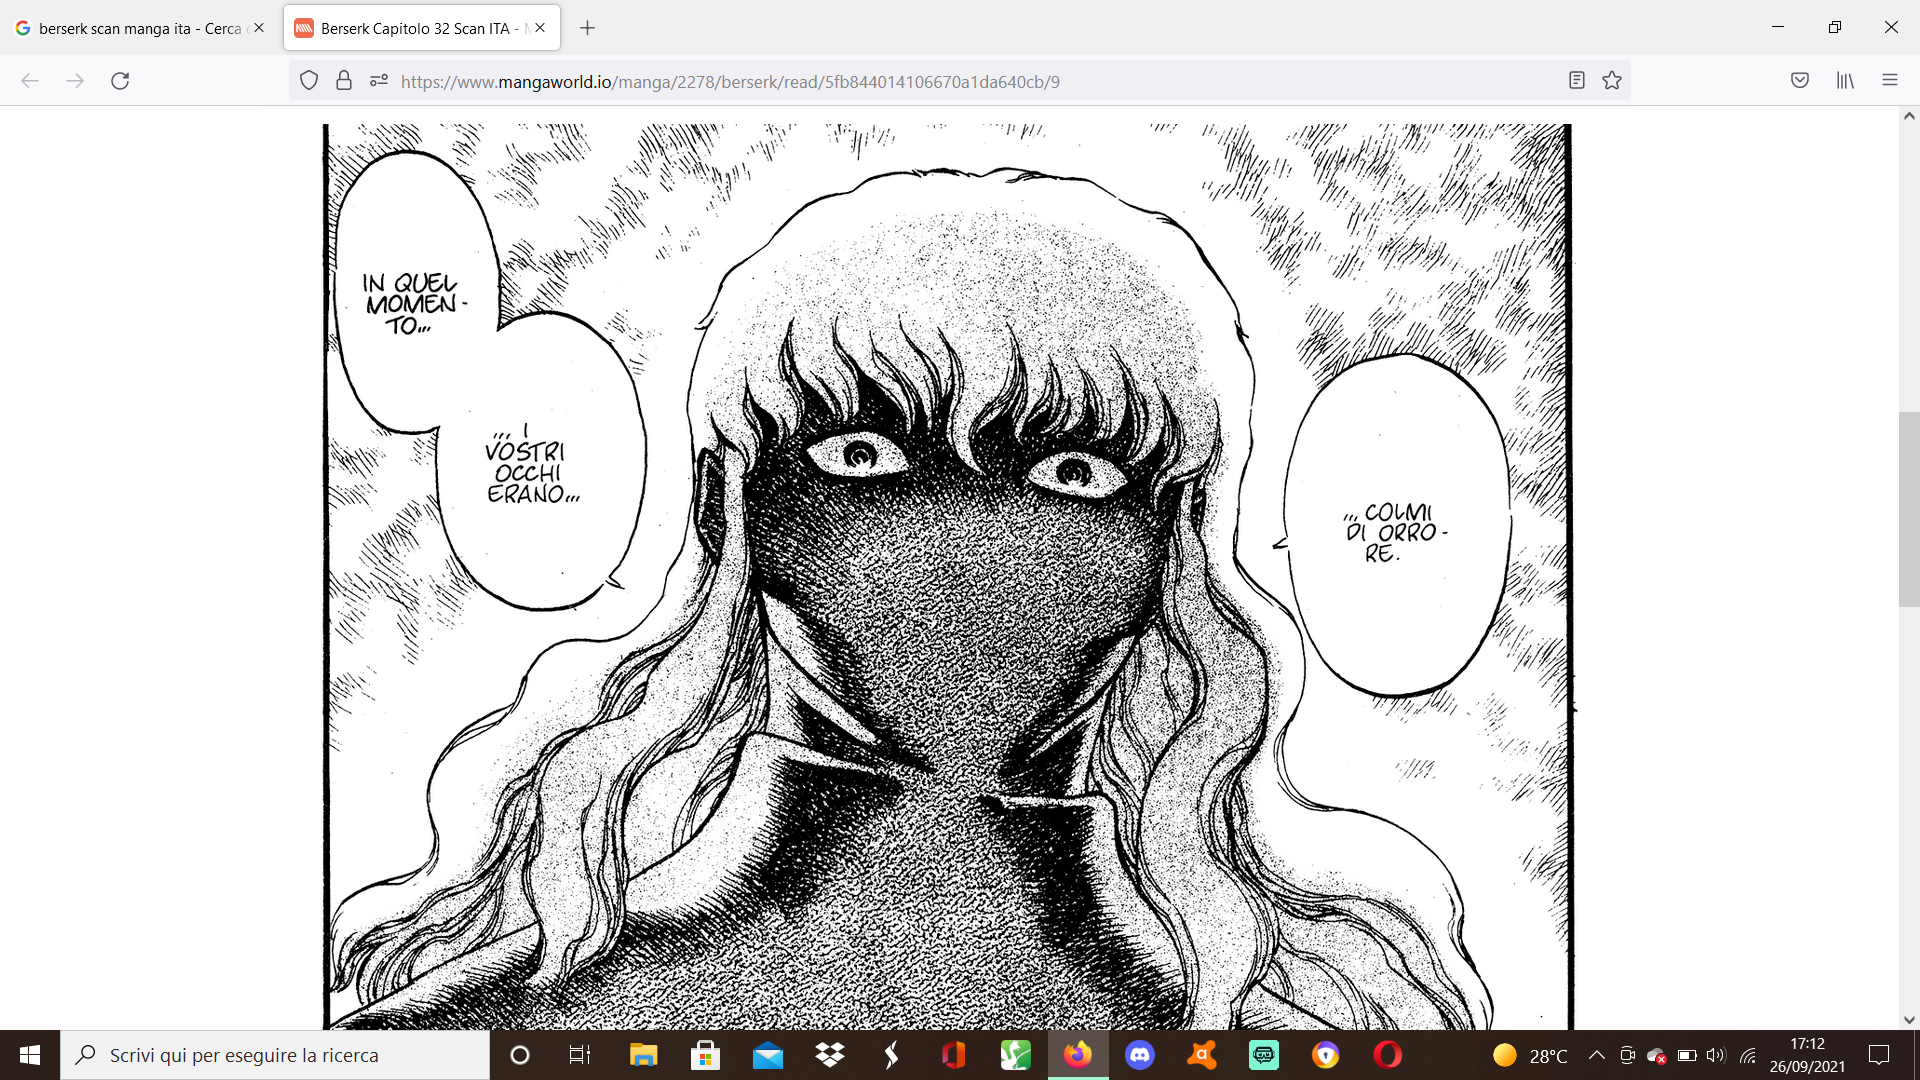 berserk scan manga ita - Cerca
Berserk Capitolo 32 Scan ITA -
https://www.mangaworld.io/manga/2278/berserk/read/5fb844014106670a1da640cb/9
IN QUEL
MOMEN-
TO...
... I
VOSTRI
OCCHI
ERANO...
... COLMI
DI ORRO-
RE.
Scrivi qui per eseguire la ricerca
28°C
17:12
26/09/2021